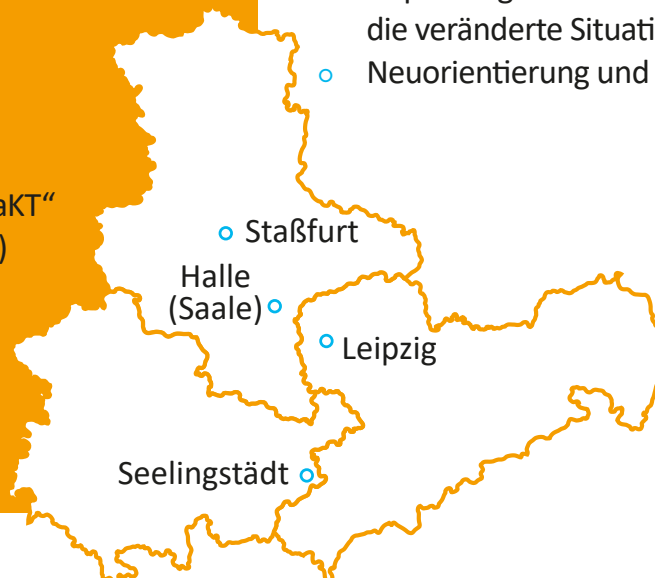 die veränderte Situati
Neuorientierung und
aKT“
)
Staßfurt
Halle
(Saale)
Leipzig
Seelingstädt